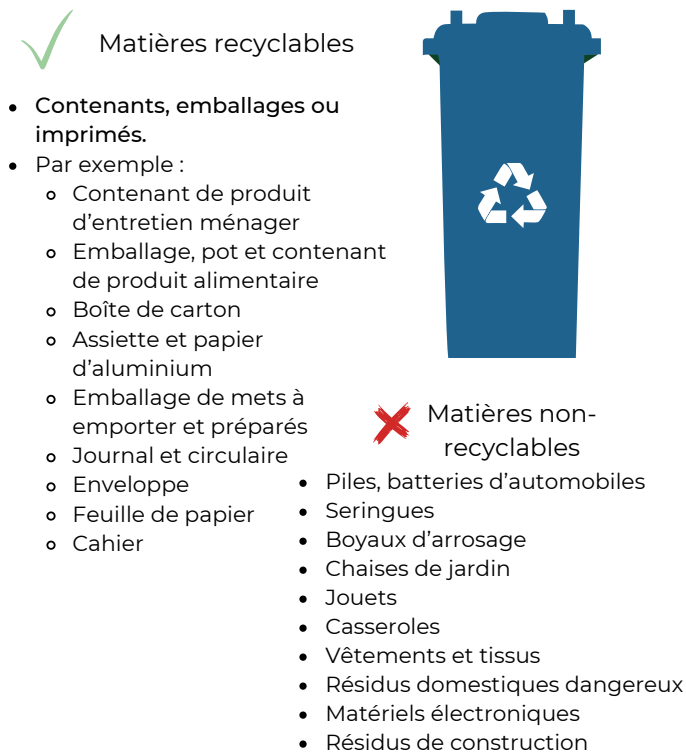 Matières recyclables
• Contenants, emballages ou
imprimés.
• Par exemple :
Contenant de produit
d'entretien ménager
Emballage, pot et contenant
de produit alimentaire
Boîte de carton
Assiette et papier
d'aluminium
Emballage de mets à
emporter et préparés
Journal et circulaire
Enveloppe
Feuille de papier
Cahier
Matières non-
recyclables
• Piles, batteries d'automobiles
• Seringues
• Boyaux d'arrosage
• Chaises de jardin
• Jouets
• Casseroles
• Vêtements et tissus
• Résidus domestiques dangereux
• Matériels électroniques
• Résidus de construction